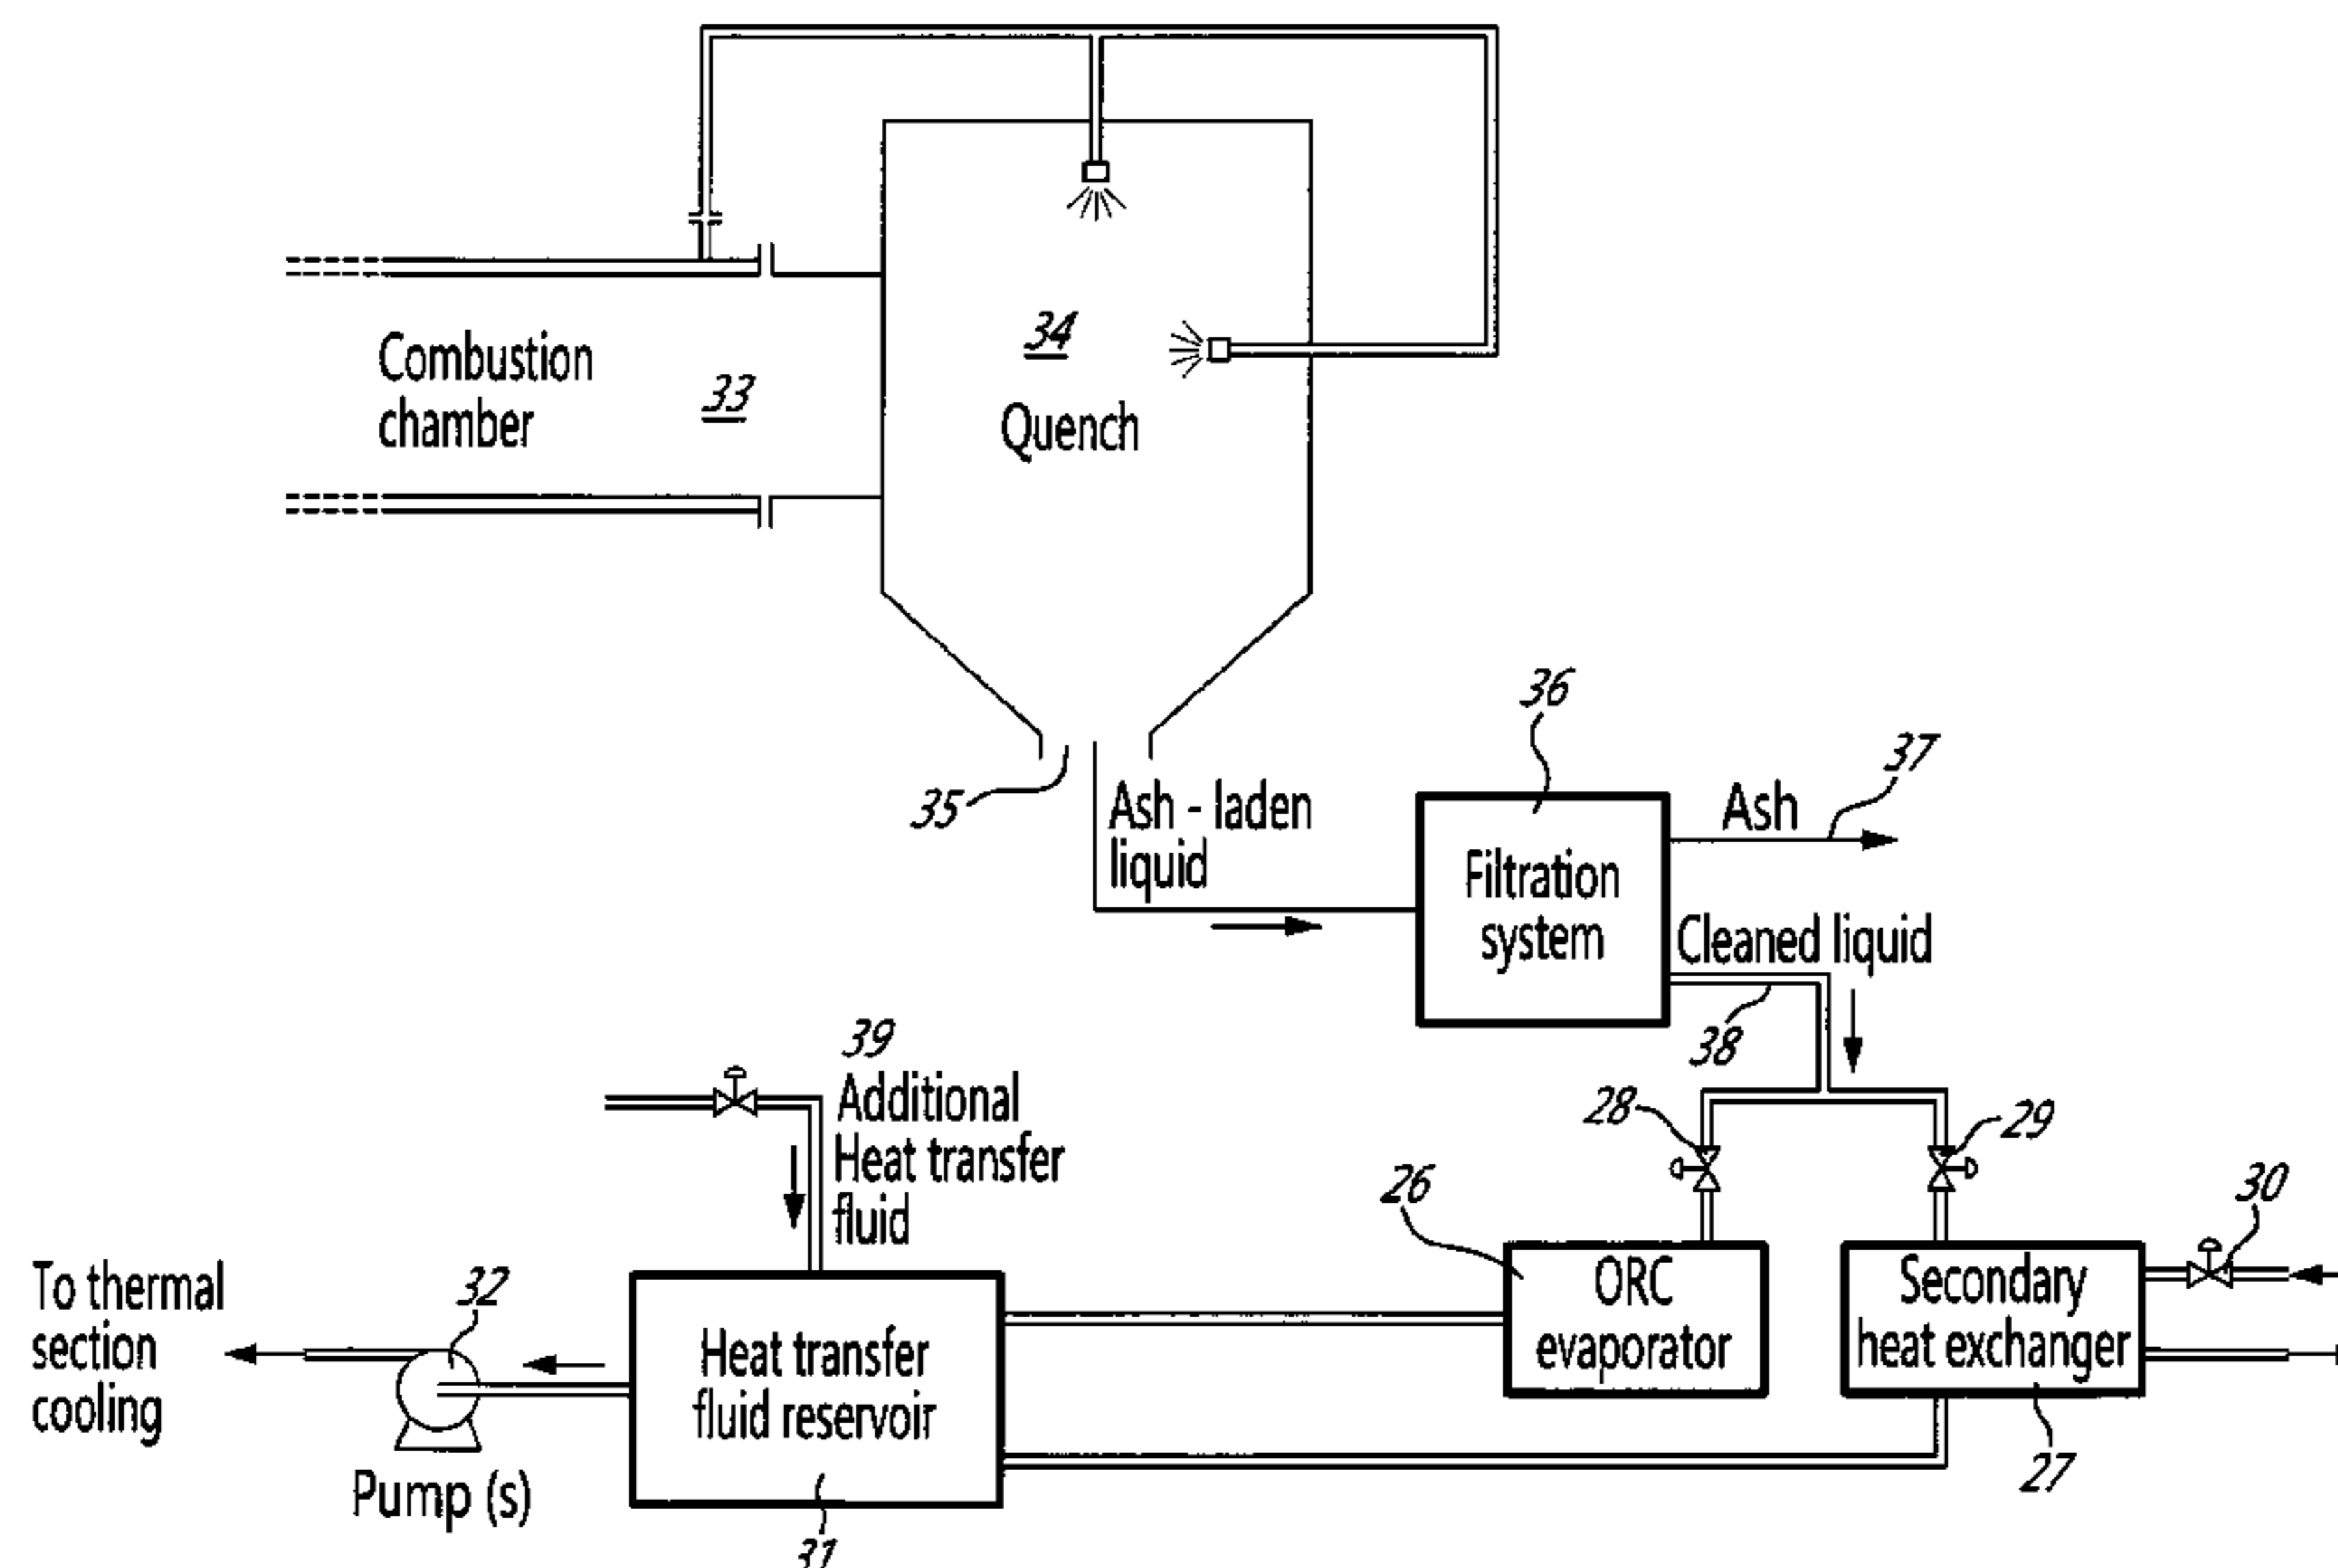 Combustion
chamber
33
34
Quench
35
Ash - laden
liquid
36
Filtration
system
Ash
37
Cleaned liquid
38
39
Additional
Heat transfer
fluid
28
29
26
30
ORC
evaporator
Secondary
heat exchanger
27
To thermal
section
cooling
32
Pump (s)
Heat transfer
fluid reservoir
31